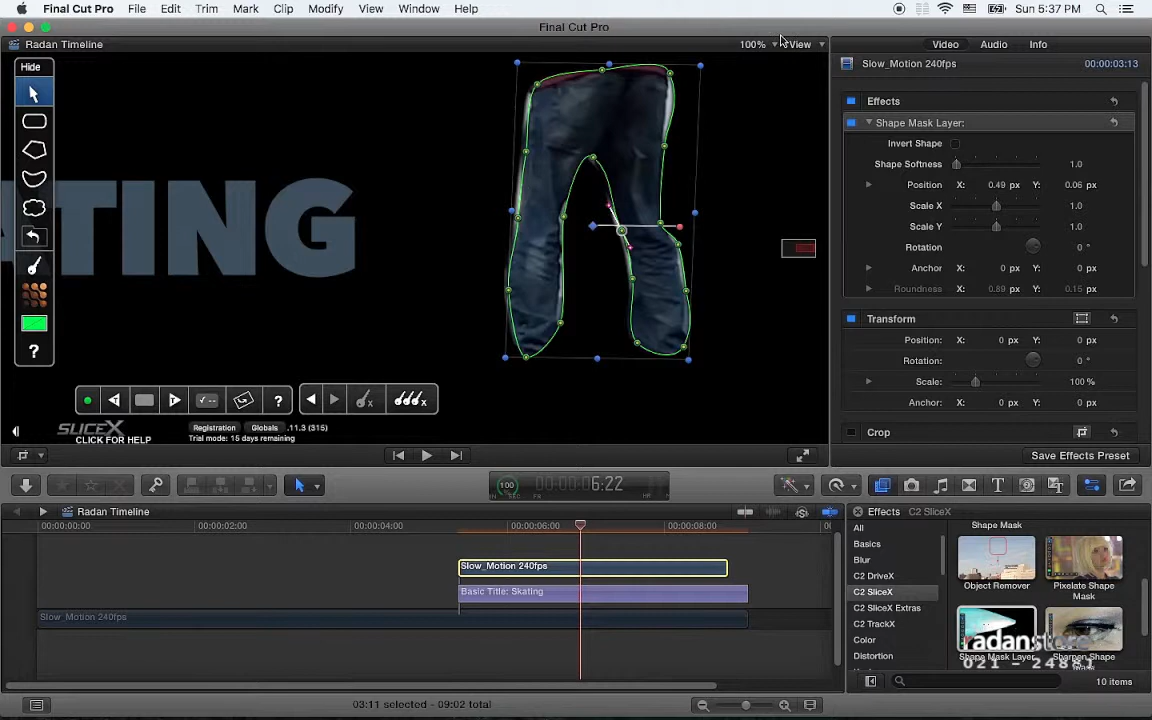 Final Cut Pro File Edit Trim Mark Clip Modify View Window Help Sun 5:37 PM
Final Cut Pro
Radan Timeline 100% View Video Audio Info
Hide
Slow_Motion 240fps 00:00:03:13
Effects
Shape Mask Layer:
Invert Shape
Shape Softness 1.0
Position X: 0.49 px Y: 0.06 px
Scale X 1.0
Scale Y 1.0
Rotation 0 °
Anchor X: 0 px Y: 0 px
Roundness X: 0.89 px Y: 0.15 px
ATING
?
Transform
Position: X: 0 px Y: 0 px
Rotation: 0 °
Scale: 100 %
Anchor: X: 0 px Y: 0 px
Crop
Save Effects Preset
?
SLICEX
CLICK FOR HELP
Registration Globals .11.3 (315)
Trial mode: 15 days remaining
100 6:22
Radan Timeline
00:00:00:00 00:00:02:00 00:00:04:00 00:00:06:00 00:00:08:00
Slow_Motion 240fps
Basic Title: Skating
Slow_Motion 240fps
Effects C2 SliceX
All
Basics
Blur
C2 DriveX
C2 SliceX
C2 SliceX Extras
C2 TrackX
Color
Distortion
Shape Mask
Object Remover
Pixelate Shape Mask
Shape Mask Layer
Sharpen Shape
radanstore
021 - 24881
10 items
03:11 selected - 09:02 total